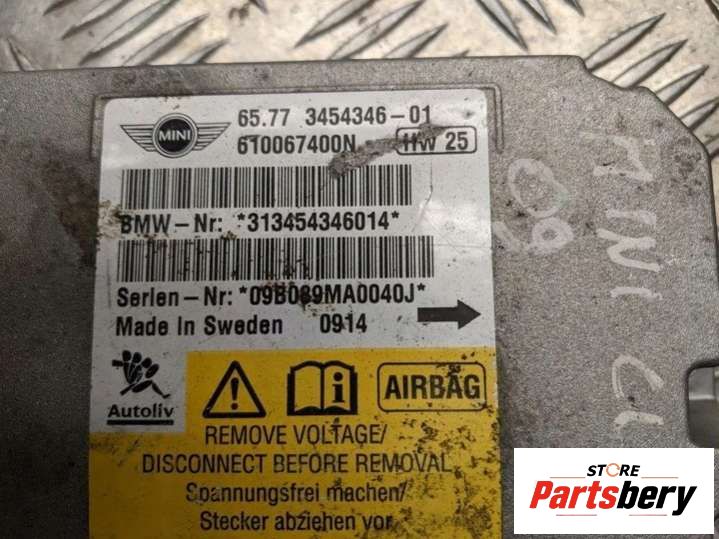 MINI
65.77 3454346-01
610067400N HW 25
BMW-Nr: *313454346014*
Serien-Nr: *09B089MA0040J*
Made In Sweden 0914
Autoliv
AIRBAG
REMOVE VOLTAGE/
DISCONNECT BEFORE REMOVAL
Spannungsfrei machen/
Stecker abziehen vor
MINI
09
STORE
Partsbery